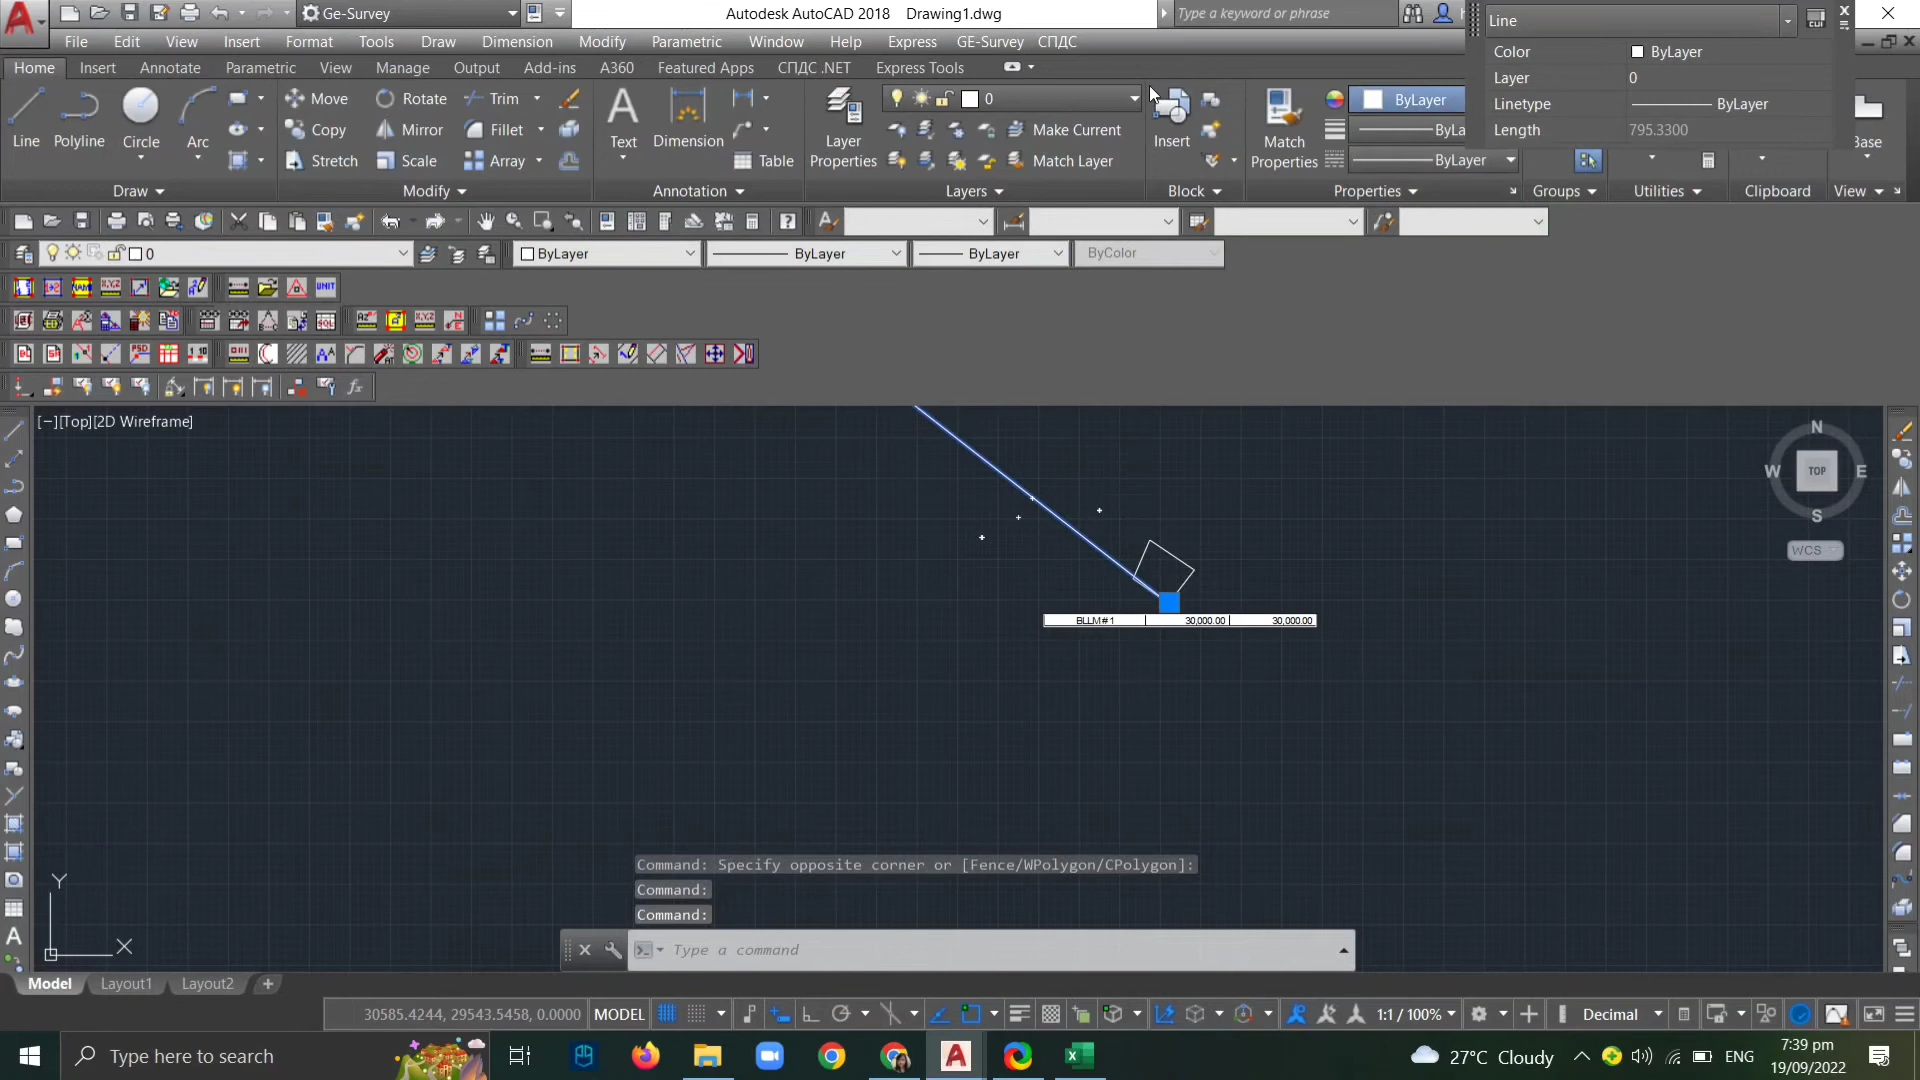 Ge-Survey
Autodesk AutoCAD 2018 Drawing1.dwg
Type a keyword or phrase
Line
File Edit View Insert Format Tools Draw Dimension Modify Parametric Window Help Express GE-Survey СПДС
Color ByLayer
Home Insert Annotate Parametric View Manage Output Add-ins A360 Featured Apps СПДС .NET Express Tools
Layer 0
Move Rotate Trim 0 ByLayer
Linetype ByLayer
Line Polyline Circle Arc Copy Mirror Fillet Text Dimension Layer Properties Make Current Insert Match Properties ByLa Base
Length 795.3300
Stretch Scale Array Table Match Layer ByLayer
Draw Modify Annotation Layers Block Properties Groups Utilities Clipboard View
0 ByLayer ByLayer ByLayer ByColor
UNIT
X,Y,Z
SQL
[−][Top][2D Wireframe]
N
W TOP E
S
WCS
BLLM # 1 30,000.00 30,000.00
Command: Specify opposite corner or [Fence/WPolygon/CPolygon]:
Command:
Command:
Y
X
Type a command
Model Layout1 Layout2 +
30585.4244, 29543.5458, 0.0000 MODEL 1:1 / 100% Decimal
Type here to search 27°C Cloudy ENG 7:39 pm
19/09/2022